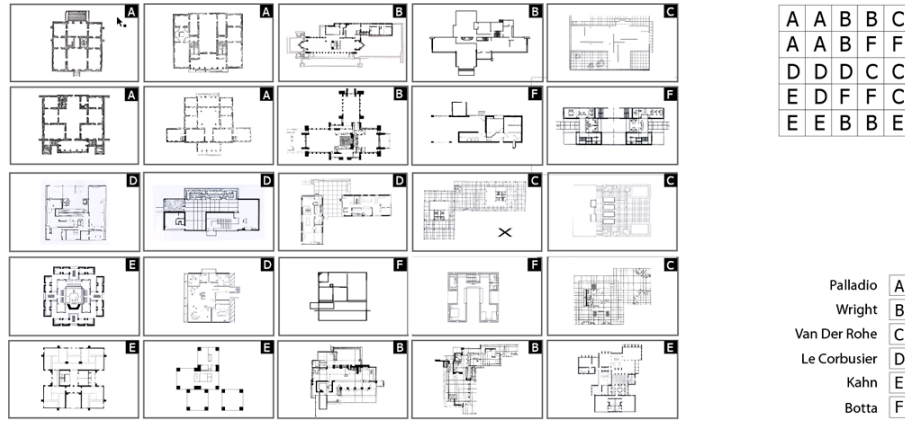 A A B B C
A A B F F
D D D C C
E D F F C
E E B B E
A A B B C
A A B F F
D D D C C
E D F F C
E E B B E
Palladio A
Wright B
Van Der Rohe C
Le Corbusier D
Kahn E
Botta F